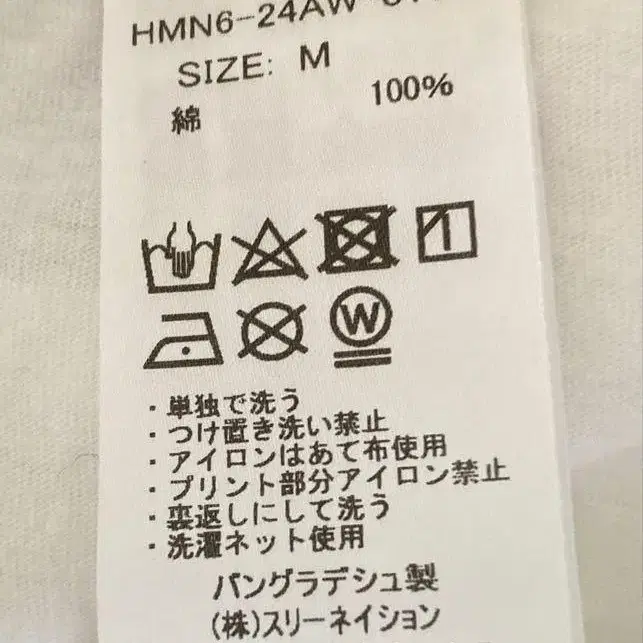 HMN6-24AW
SIZE: M
綿 100%
W
・単独で洗う
・つけ置き洗い禁止
・アイロンはあて布使用
・プリント部分アイロン禁止
・裏返しにして洗う
・洗濯ネット使用
バングラデシュ製
(株)スリーネイション